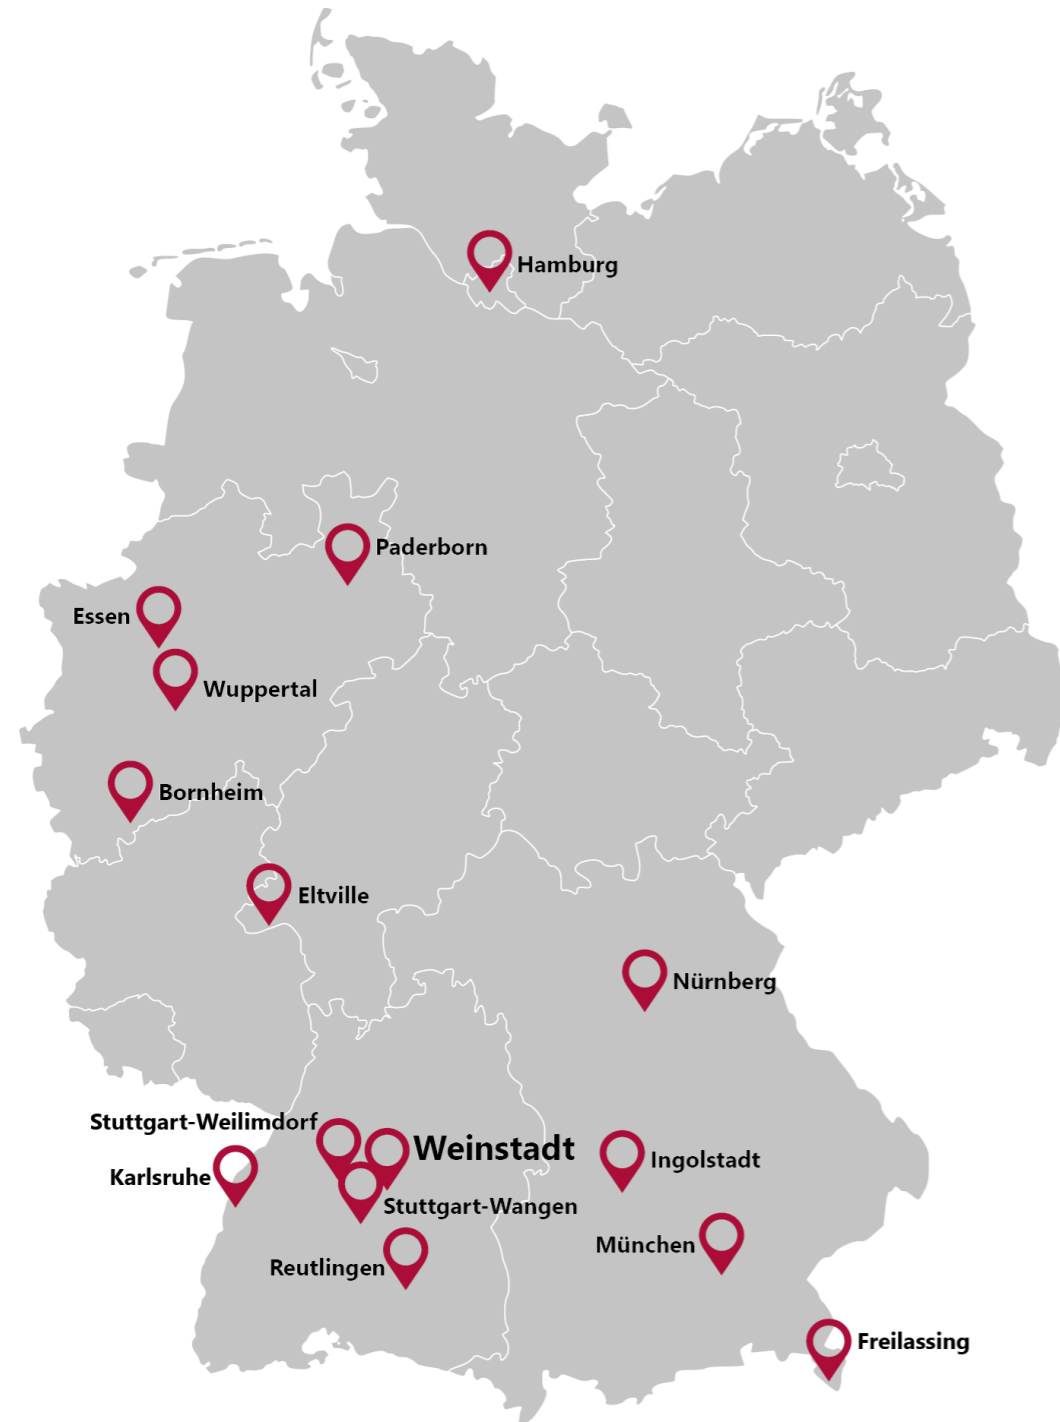 Hamburg
Paderborn
Essen
Wuppertal
Bornheim
Eltville
Nürnberg
Stuttgart-Weilimdorf
Weinstadt
Karlsruhe
Ingolstadt
Stuttgart-Wangen
München
Reutlingen
Freilassing